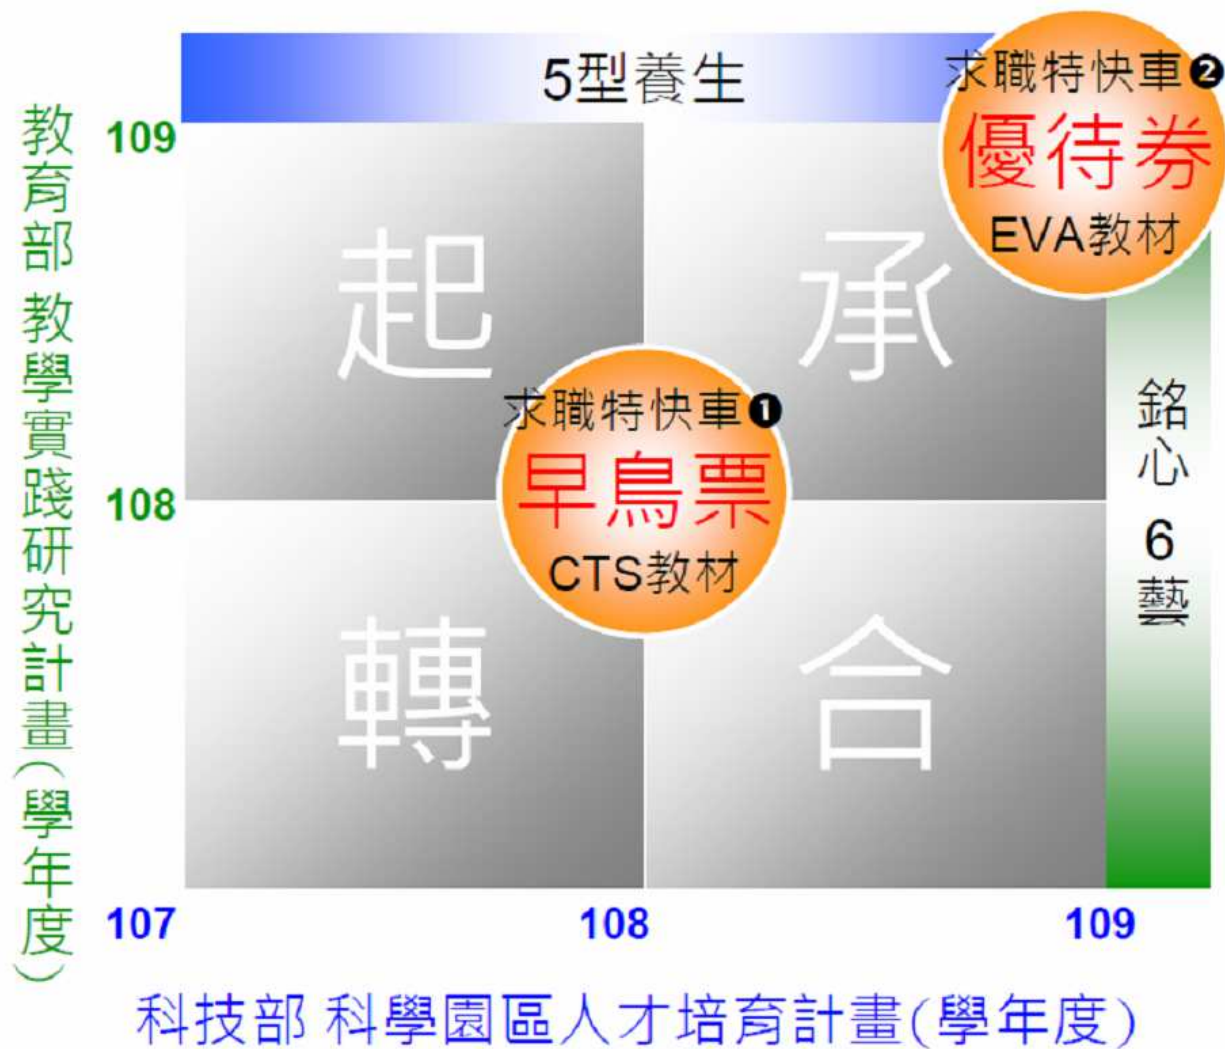 5型養生
求職特快車❷
優待券
EVA教材
教育部 教學實踐研究計畫(學年度)
109
起
承
銘心 6藝
求職特快車❶
早鳥票
CTS教材
108
轉
合
107
108
109
科技部 科學園區人才培育計畫(學年度)